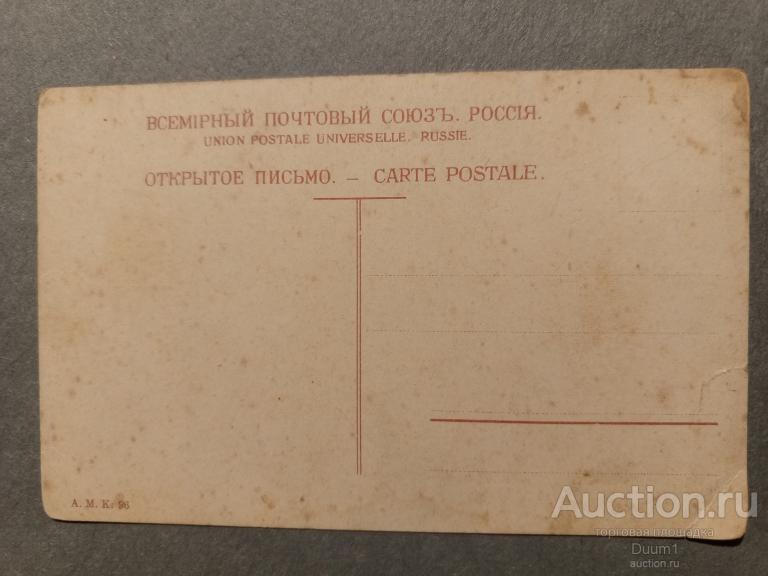 ВСЕМІРНЫЙ ПОЧТОВЫЙ СОЮЗЪ. РОССІЯ.
UNION POSTALE UNIVERSELLE. RUSSIE.
ОТКРЫТОЕ ПИСЬМО. – CARTE POSTALE.
А. М. К. 96
Auction.ru
торговая площадка
Duum1
auction.ru